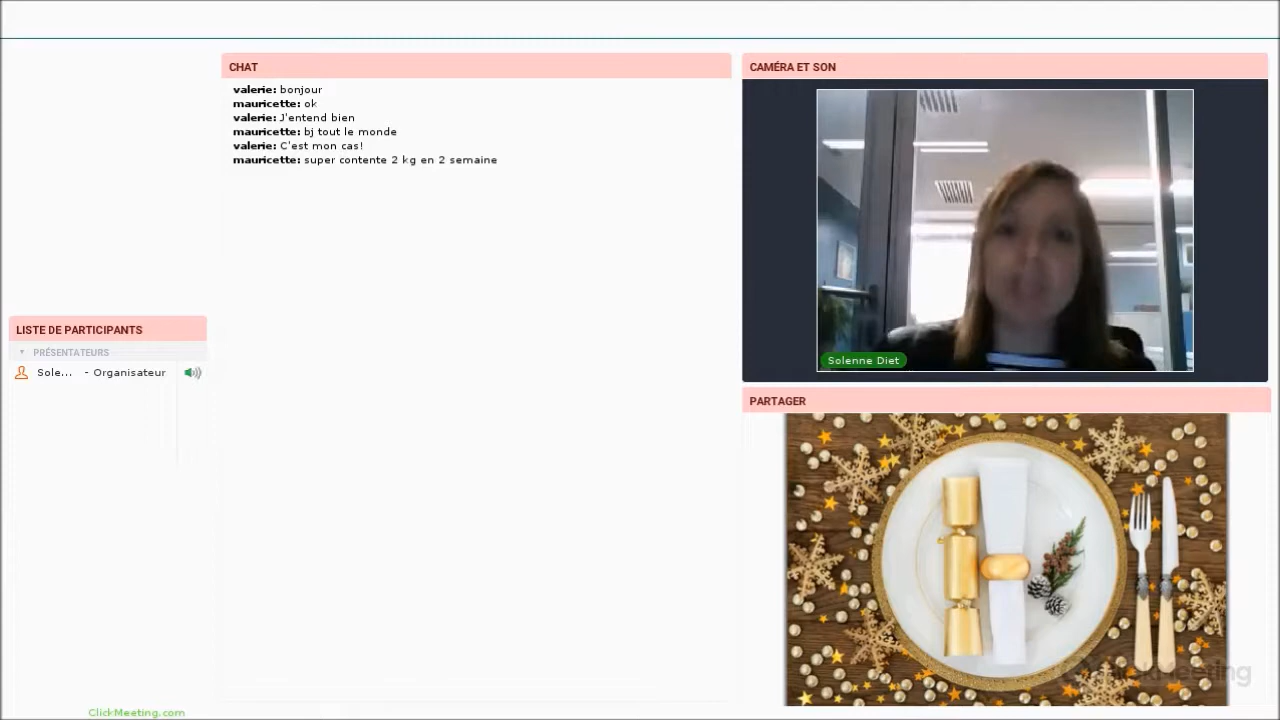 CHAT
valerie: bonjour
mauricette: ok
valerie: J'entend bien
mauricette: bj tout le monde
valerie: C'est mon cas!
mauricette: super contente 2 kg en 2 semaine
CAMÉRA ET SON
Solenne Diet
LISTE DE PARTICIPANTS
PRÉSENTATEURS
Sole... - Organisateur
PARTAGER
ClickMeeting
ClickMeeting.com